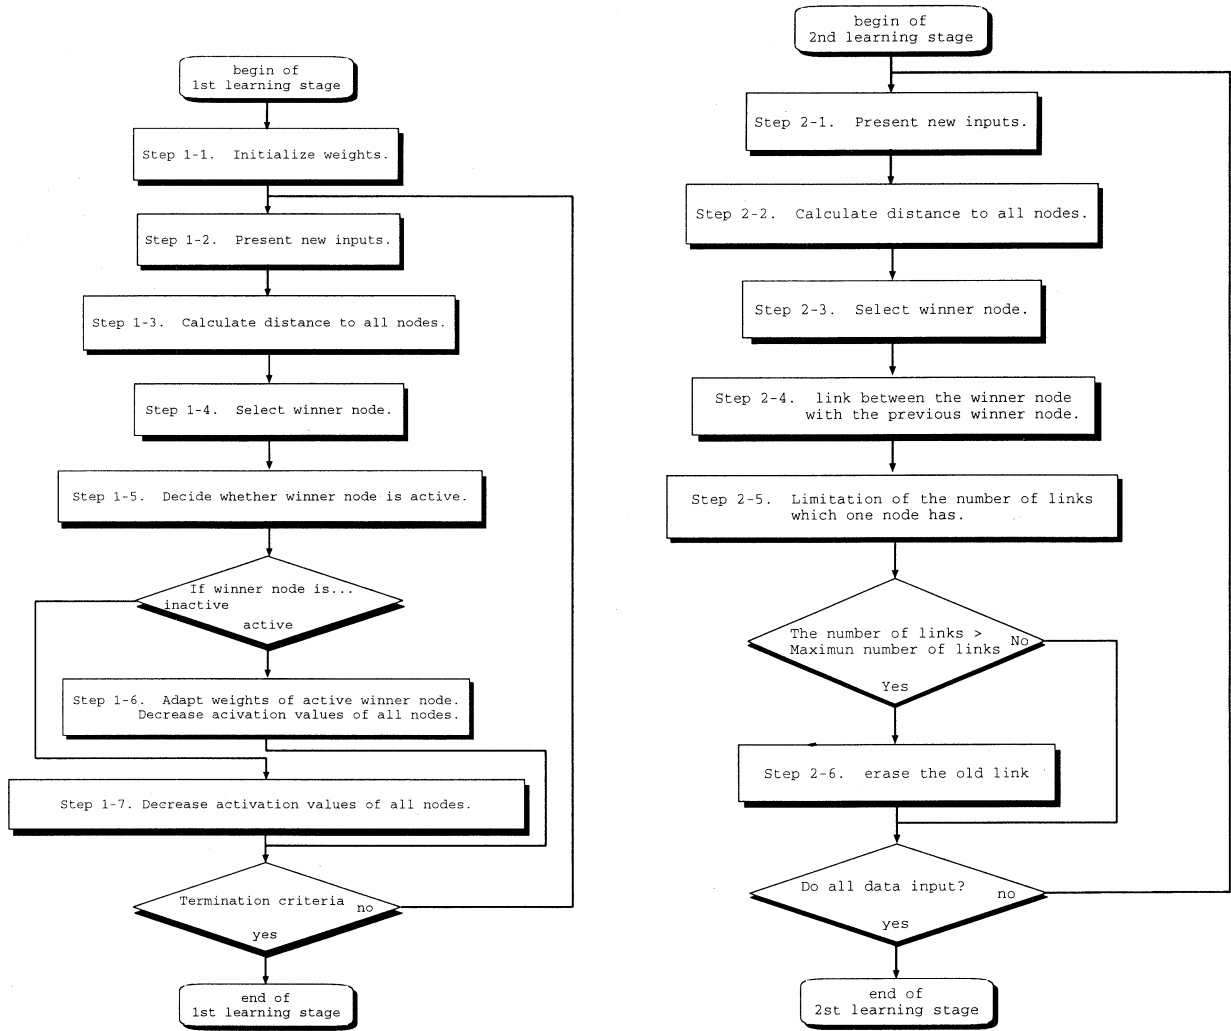 begin of
1st learning stage
Step 1-1. Initialize weights.
Step 1-2. Present new inputs.
Step 1-3. Calculate distance to all nodes.
Step 1-4. Select winner node.
Step 1-5. Decide whether winner node is active.
If winner node is...
inactive
active
Step 1-6. Adapt weights of active winner node.
Decrease acivation values of all nodes.
Step 1-7. Decrease activation values of all nodes.
Termination criteria
no
yes
end of
1st learning stage
begin of
2nd learning stage
Step 2-1. Present new inputs.
Step 2-2. Calculate distance to all nodes.
Step 2-3. Select winner node.
Step 2-4. link between the winner node
with the previous winner node.
Step 2-5. Limitation of the number of links
which one node has.
The number of links >
Maximun number of links
No
Yes
Step 2-6. erase the old link
Do all data input?
no
yes
end of
2st learning stage